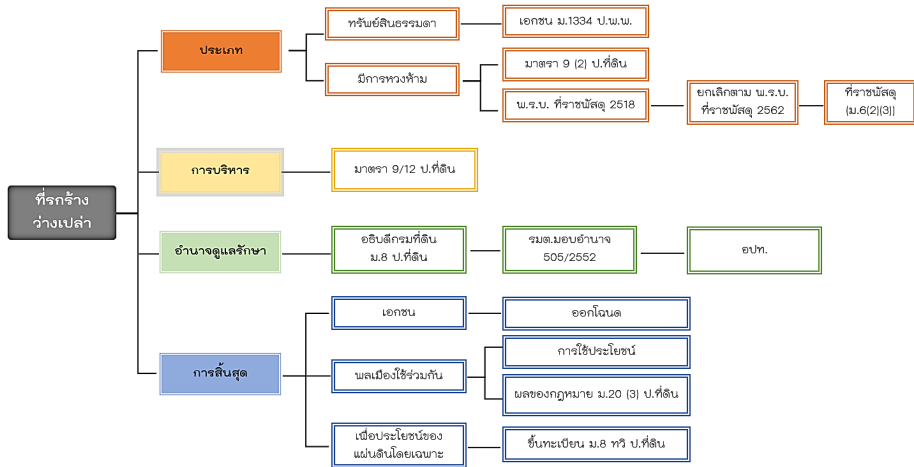 ทรัพย์สินธรรมดา
เอกชน ม.1334 ป.พ.พ.
ประเภท
มีการหวงห้าม
มาตรา 9 (2) ป.ที่ดิน
พ.ร.บ. ที่ราชพัสดุ 2518
ยกเลิกตาม พ.ร.บ.
ที่ราชพัสดุ 2562
ที่ราชพัสดุ
(ม.6(2)(3))
การบริหาร
มาตรา 9/12 ป.ที่ดิน
ที่รกร้าง
ว่างเปล่า
อำนาจดูแลรักษา
อธิบดีกรมที่ดิน
ม.8 ป.ที่ดิน
รมต.มอบอำนาจ
505/2552
อปท.
การสิ้นสุด
เอกชน
ออกโฉนด
พลเมืองใช้ร่วมกัน
การใช้ประโยชน์
ผลของกฎหมาย ม.20 (3) ป.ที่ดิน
เพื่อประโยชน์ของ
แผ่นดินโดยเฉพาะ
ขึ้นทะเบียน ม.8 ทวิ ป.ที่ดิน